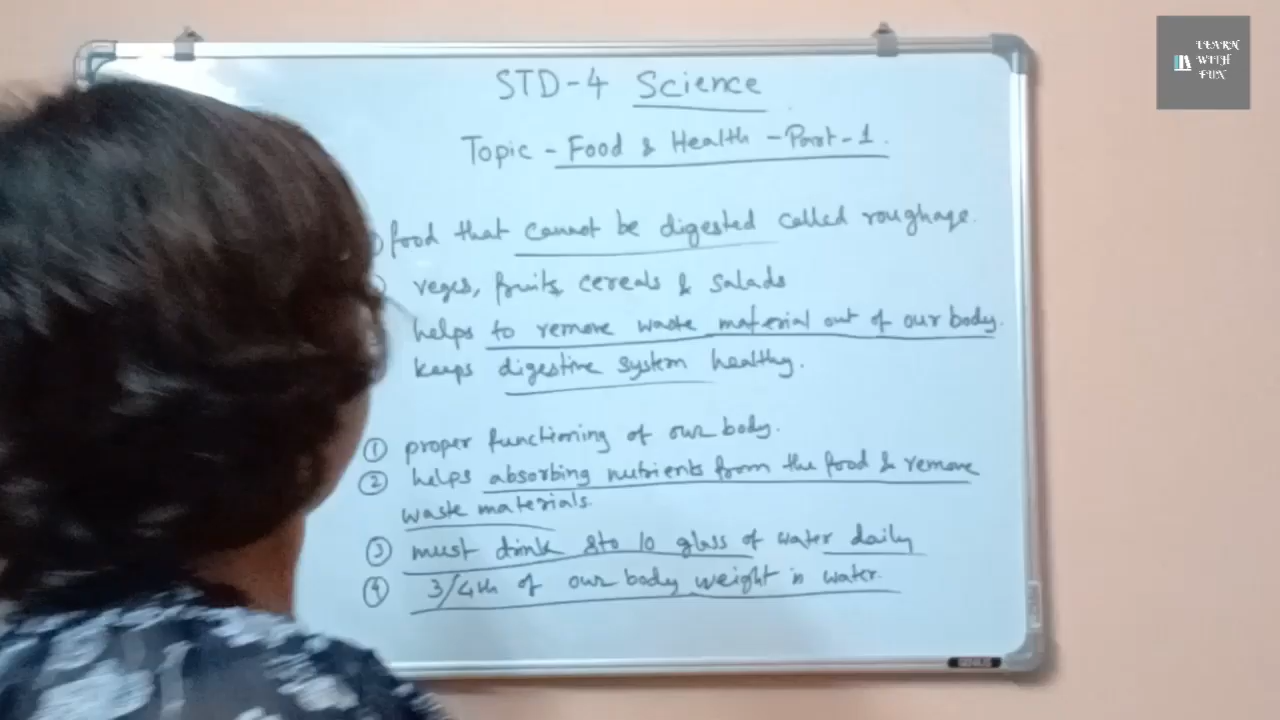 LEARN
WITH
FUN
STD-4 Science
Topic - Food & Health - Part-1.
food that cannot be digested called roughage.
veges, fruits, cereals & salads
helps to remove waste material out of our body.
keeps digestive system healthy.
① proper functioning of our body.
② helps absorbing nutrients from the food & remove
waste materials.
③ must drink 8to 10 glass of water daily
④ 3/4th of our body weight is water.
GENIUS